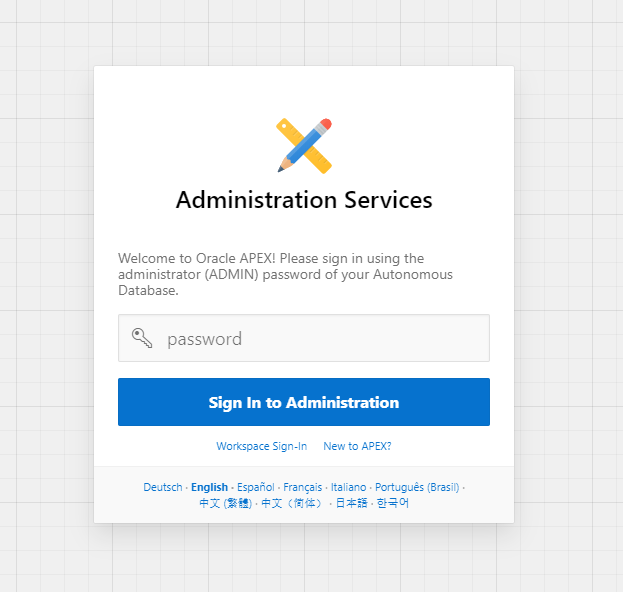 Administration Services
Welcome to Oracle APEX! Please sign in using the
administrator (ADMIN) password of your Autonomous
Database.
password
Sign In to Administration
Workspace Sign-In New to APEX?
Deutsch · English · Español · Français · Italiano · Português (Brasil) ·
中文 (繁體) · 中文（简体） · 日本語 · 한국어